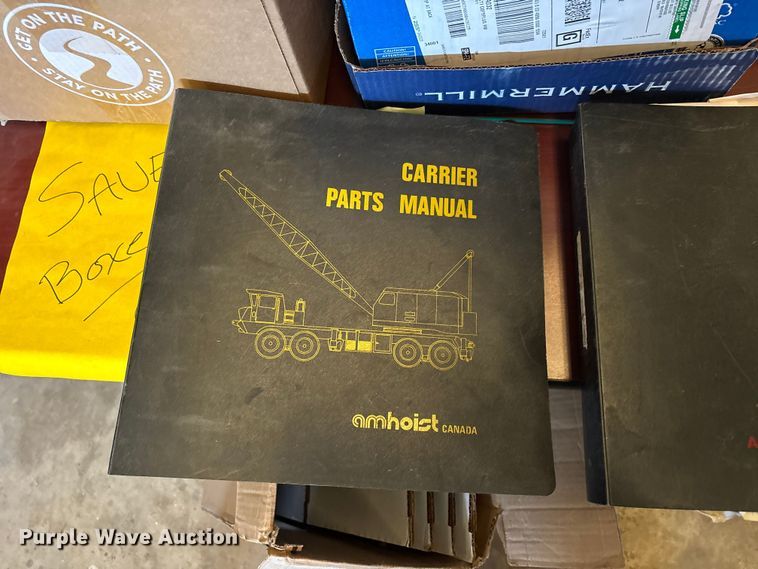 GET ON THE PATH
STAY ON THE PATH
CAUTION:
HAMMERMILL®
G
SAVE
Boxe
CARRIER
PARTS MANUAL
amhoist CANADA
A
Purple Wave Auction